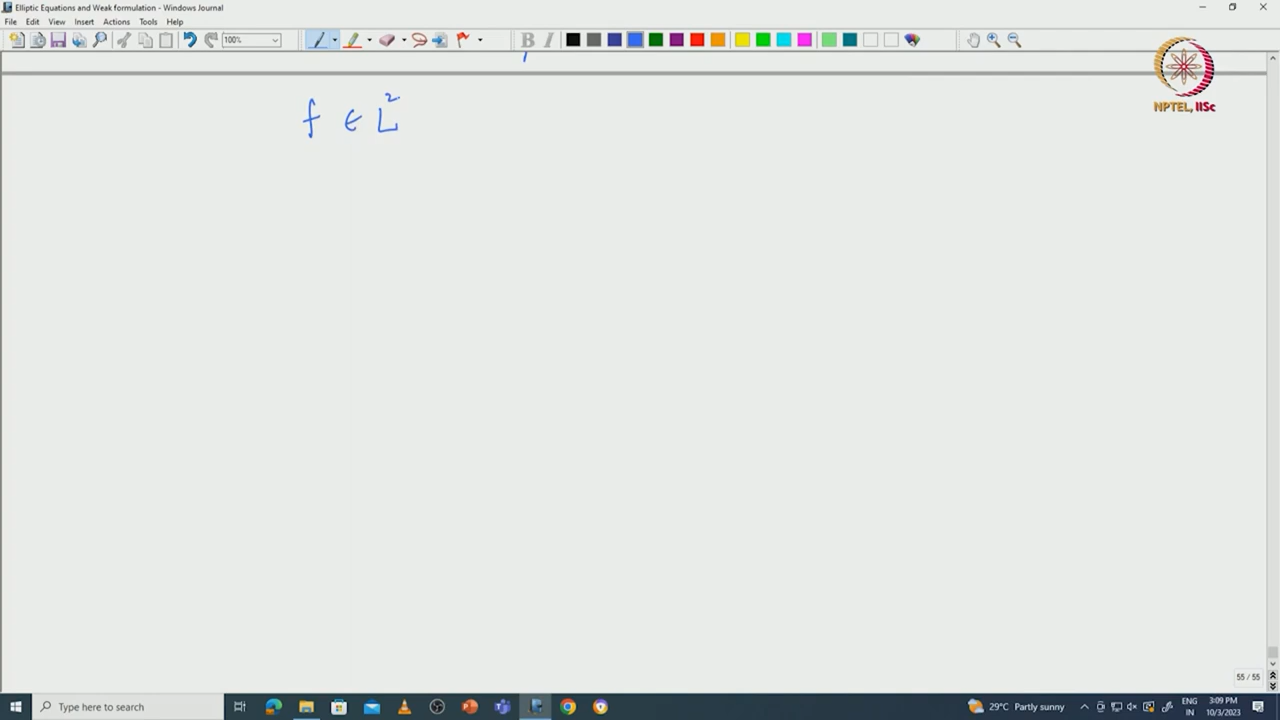 Elliptic Equations and Weak formulation - Windows Journal
File Edit View Insert Actions Tools Help
100% B I
NPTEL, IISc
f ∈ L²
55 / 55
Type here to search 29°C Partly sunny ENG IN 3:09 PM 10/3/2023